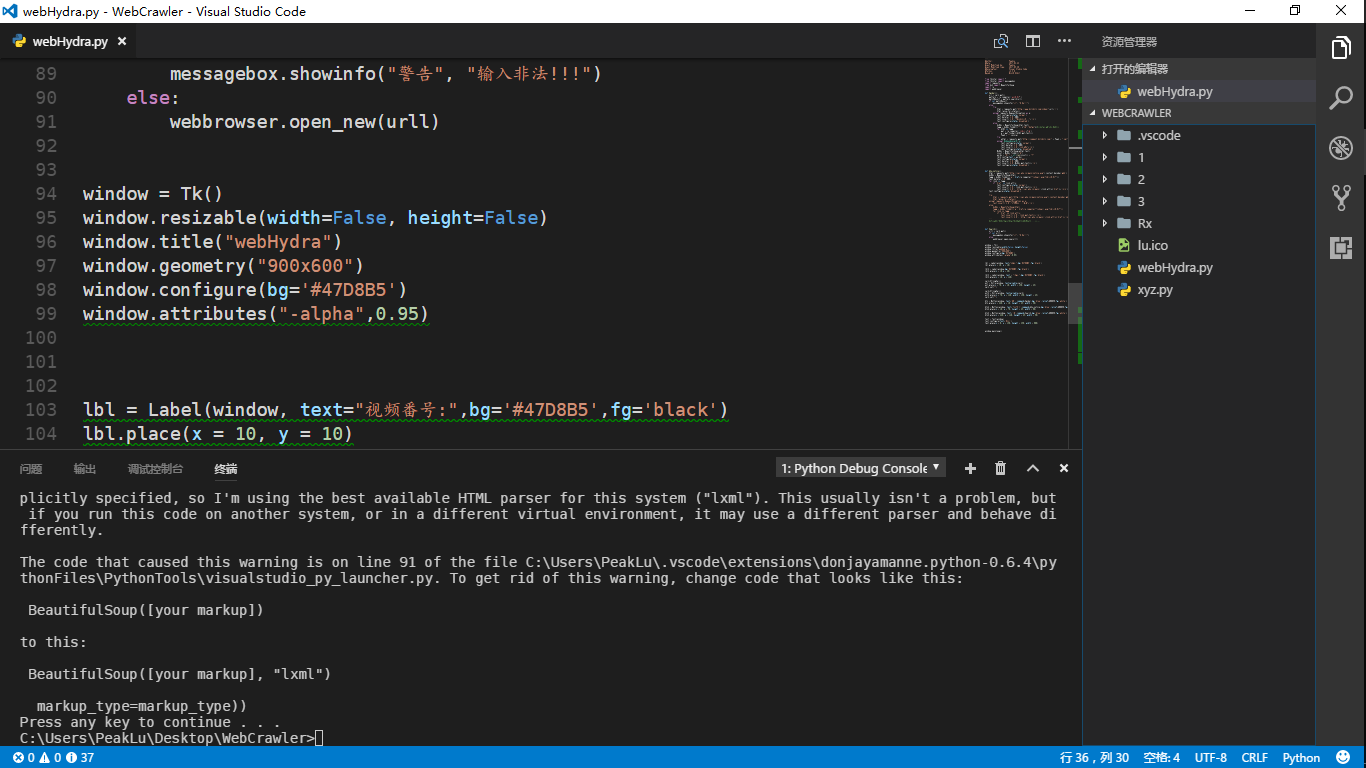 webHydra.py - WebCrawler - Visual Studio Code
webHydra.py
89 messagebox.showinfo("警告", "输入非法!!!")
90 else:
91 webbrowser.open_new(urll)
92
93
94 window = Tk()
95 window.resizable(width=False, height=False)
96 window.title("webHydra")
97 window.geometry("900x600")
98 window.configure(bg='#47D8B5')
99 window.attributes("-alpha",0.95)
100
101
102
103 lbl = Label(window, text="视频番号:",bg='#47D8B5',fg='black')
104 lbl.place(x = 10, y = 10)
问题 输出 调试控制台 终端
1: Python Debug Console
plicitly specified, so I'm using the best available HTML parser for this system ("lxml"). This usually isn't a problem, but
if you run this code on another system, or in a different virtual environment, it may use a different parser and behave di
fferently.
The code that caused this warning is on line 91 of the file C:\Users\PeakLu\.vscode\extensions\donjayamanne.python-0.6.4\py
thonFiles\PythonTools\visualstudio_py_launcher.py. To get rid of this warning, change code that looks like this:
BeautifulSoup([your markup])
to this:
BeautifulSoup([your markup], "lxml")
markup_type=markup_type))
Press any key to continue . . .
C:\Users\PeakLu\Desktop\WebCrawler>
资源管理器
打开的编辑器
webHydra.py
WEBCRAWLER
.vscode
1
2
3
Rx
lu.ico
webHydra.py
xyz.py
0 0 37
行 36，列 30 空格: 4 UTF-8 CRLF Python